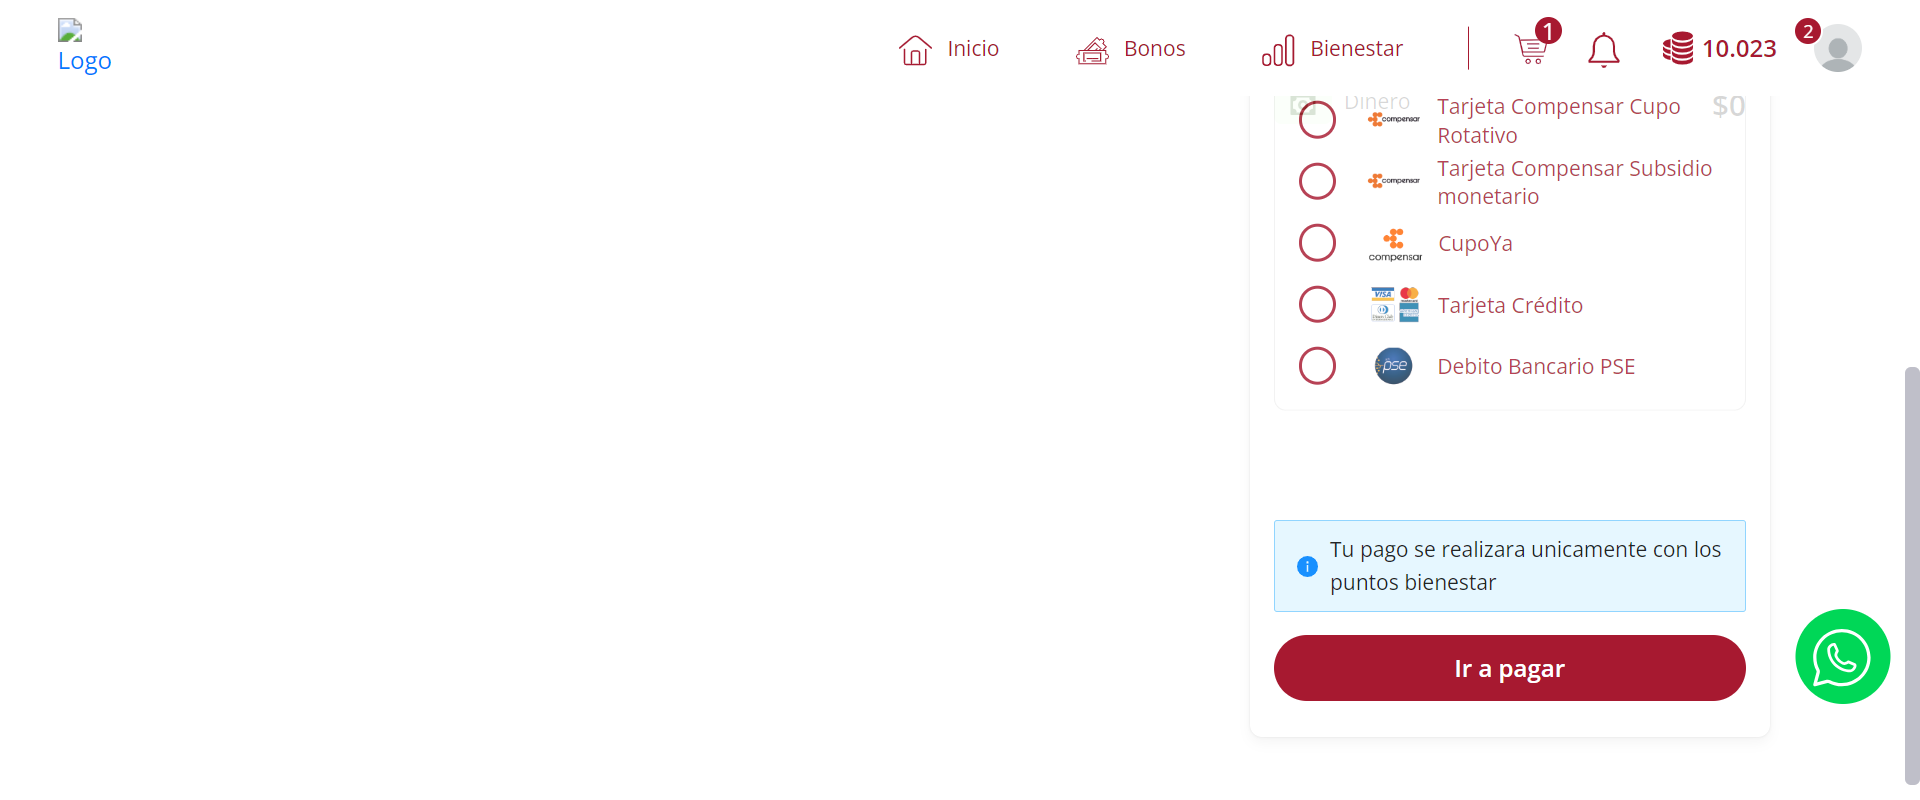 Logo
Inicio
Bonos
Bienestar
1
10.023
2
Dinero
$0
compensar
Tarjeta Compensar Cupo
Rotativo
compensar
Tarjeta Compensar Subsidio
monetario
compensar
CupoYa
VISA
Tarjeta Crédito
pse
Debito Bancario PSE
Tu pago se realizara unicamente con los
puntos bienestar
Ir a pagar